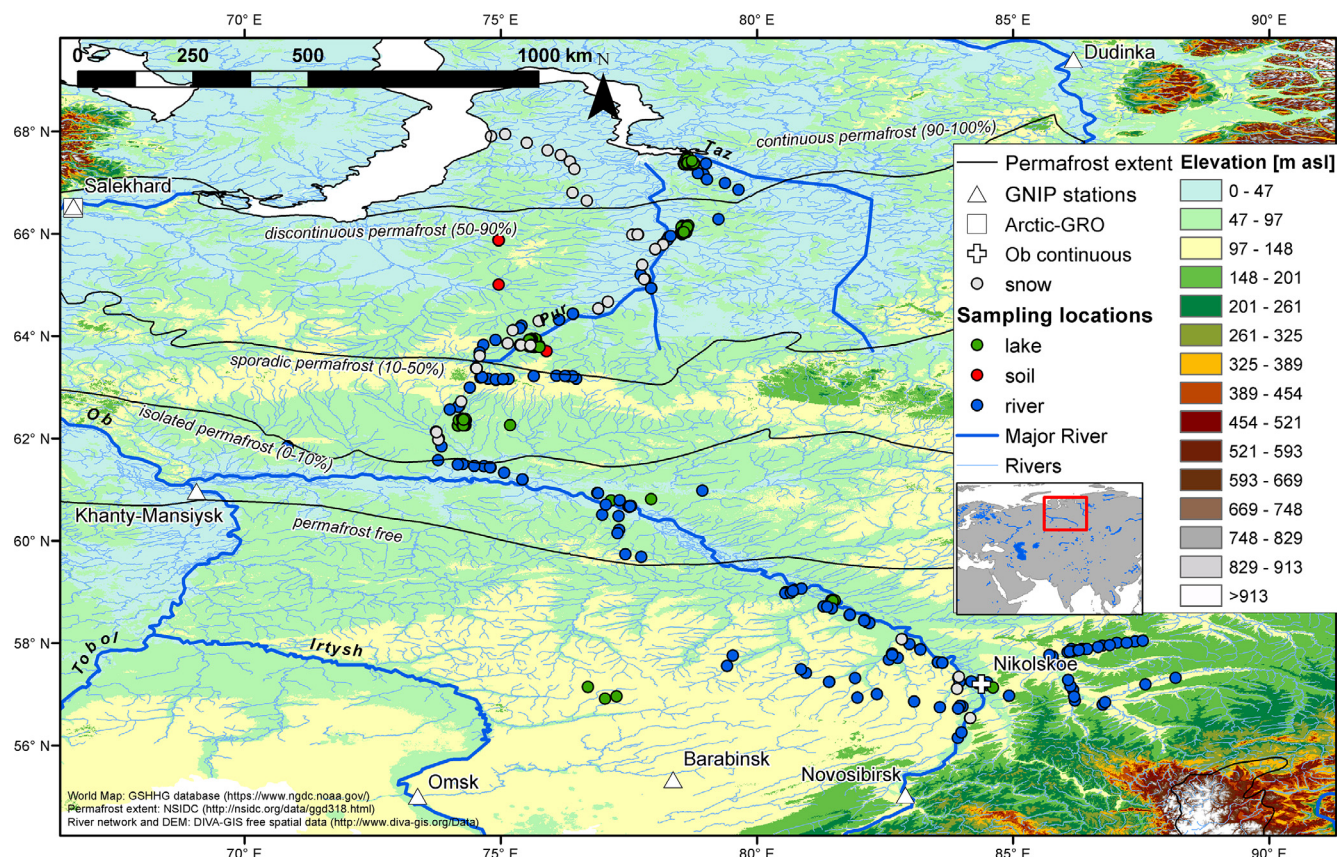 70° E 75° E 80° E 85° E 90° E
0 250 500 1000 km
N
Dudinka
68° N
Taz
continuous permafrost (90-100%)
Salekhard
66° N
discontinuous permafrost (50-90%)
64° N
Pur
sporadic permafrost (10-50%)
Ob
isolated permafrost (0-10%)
62° N
Khanty-Mansiysk
60° N
permafrost free
58° N
Tobol
Irtysh
Nikolskoe
56° N
Barabinsk
Omsk
Novosibirsk
World Map: GSHHG database (https://www.ngdc.noaa.gov/)
Permafrost extent: NSIDC (http://nsidc.org/data/ggd318.html)
River network and DEM: DIVA-GIS free spatial data (http://www.diva-gis.org/Data)
70° E 75° E 80° E 85° E 90° E
Permafrost extent
GNIP stations
Arctic-GRO
Ob continuous
snow
Sampling locations
lake
soil
river
Major River
Rivers
Elevation [m asl]
0 - 47
47 - 97
97 - 148
148 - 201
201 - 261
261 - 325
325 - 389
389 - 454
454 - 521
521 - 593
593 - 669
669 - 748
748 - 829
829 - 913
>913